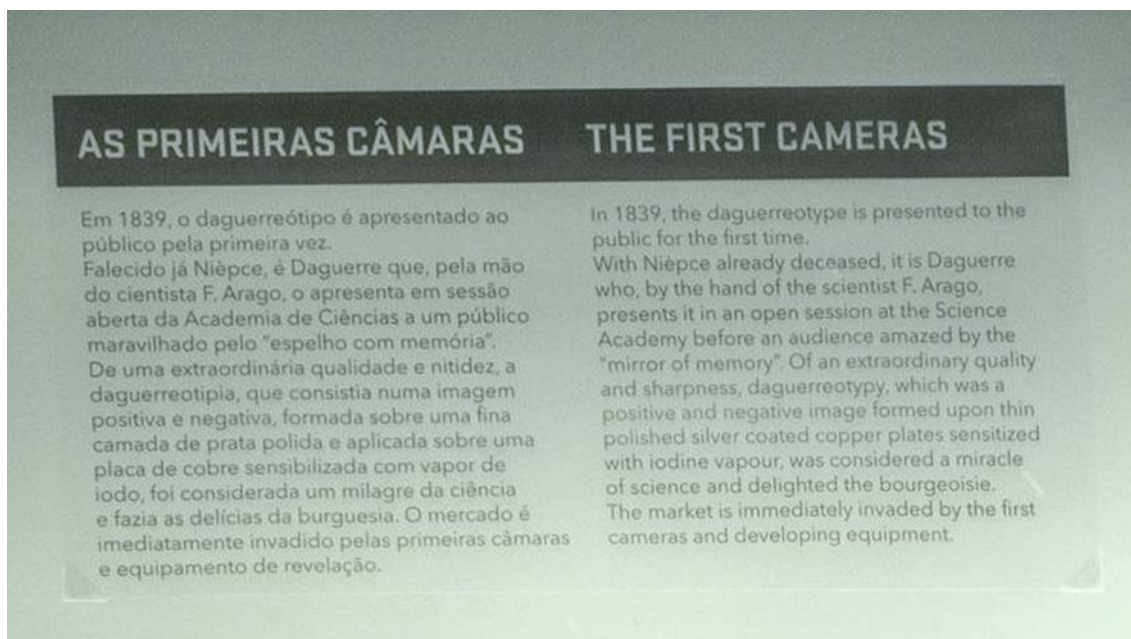 AS PRIMEIRAS CÂMARAS
Em 1839, o daguerreótipo é apresentado ao
público pela primeira vez.
Falecido já Nièpce, é Daguerre que, pela mão
do cientista F. Arago, o apresenta em sessão
aberta da Academia de Ciências a um público
maravilhado pelo "espelho com memória".
De uma extraordinária qualidade e nitidez, a
daguerreotipia, que consistia numa imagem
positiva e negativa, formada sobre uma fina
camada de prata polida e aplicada sobre uma
placa de cobre sensibilizada com vapor de
iodo, foi considerada um milagre da ciência
e fazia as delícias da burguesia. O mercado é
imediatamente invadido pelas primeiras câmaras
e equipamento de revelação.
THE FIRST CAMERAS
In 1839, the daguerreotype is presented to the
public for the first time.
With Nièpce already deceased, it is Daguerre
who, by the hand of the scientist F. Arago,
presents it in an open session at the Science
Academy before an audience amazed by the
"mirror of memory". Of an extraordinary quality
and sharpness, daguerreotypy, which was a
positive and negative image formed upon thin
polished silver coated copper plates sensitized
with iodine vapour, was considered a miracle
of science and delighted the bourgeoisie.
The market is immediately invaded by the first
cameras and developing equipment.